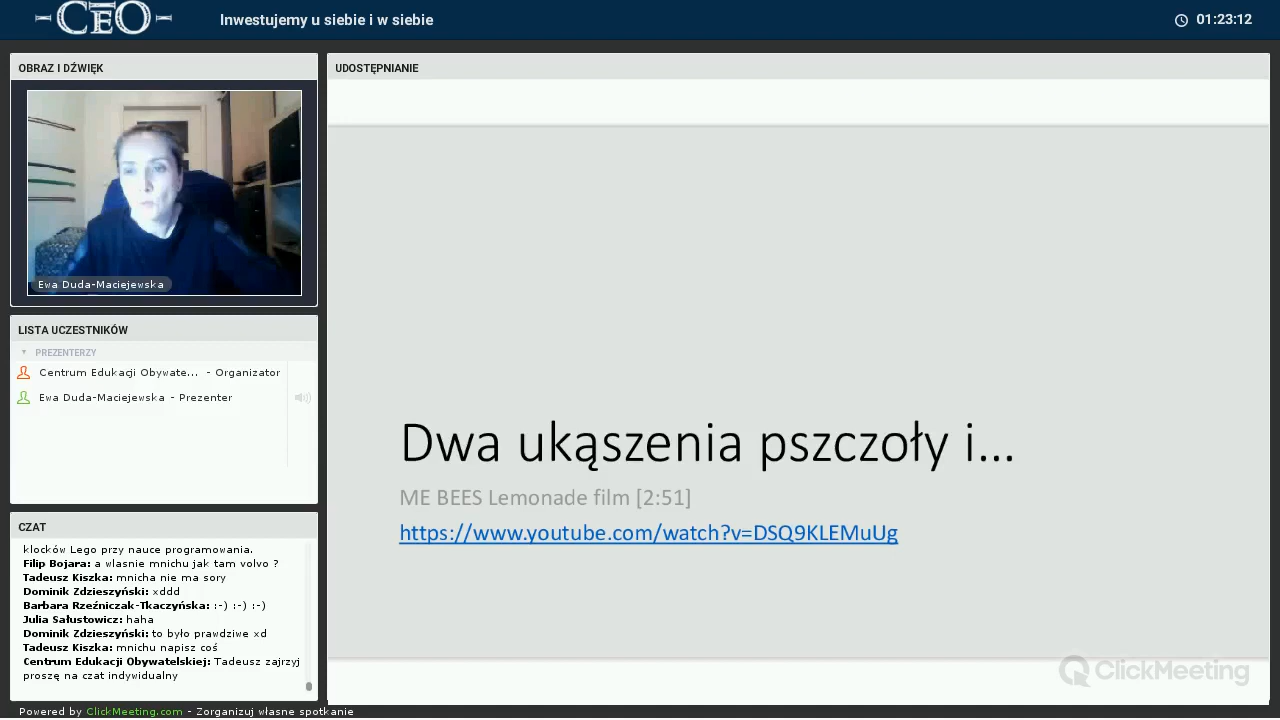 CEO
Inwestujemy u siebie i w siebie
01:23:12
OBRAZ I DŹWIĘK
Ewa Duda-Maciejewska
LISTA UCZESTNIKÓW
PREZENTERZY
Centrum Edukacji Obywate... - Organizator
Ewa Duda-Maciejewska - Prezenter
CZAT
klocków Lego przy nauce programowania.
Filip Bojara: a wlasnie mnichu jak tam volvo ?
Tadeusz Kiszka: mnicha nie ma sory
Dominik Zdzieszyński: xddd
Barbara Rzeźniczak-Tkaczyńska: :-) :-) :-)
Julia Sałustowicz: haha
Dominik Zdzieszyński: to było prawdziwe xd
Tadeusz Kiszka: mnichu napisz coś
Centrum Edukacji Obywatelskiej: Tadeusz zajrzyj
proszę na czat indywidualny
UDOSTĘPNIANIE
Dwa ukąszenia pszczoły i...
ME BEES Lemonade film [2:51]
https://www.youtube.com/watch?v=DSQ9KLEMuUg
ClickMeeting
Powered by ClickMeeting.com - Zorganizuj własne spotkanie